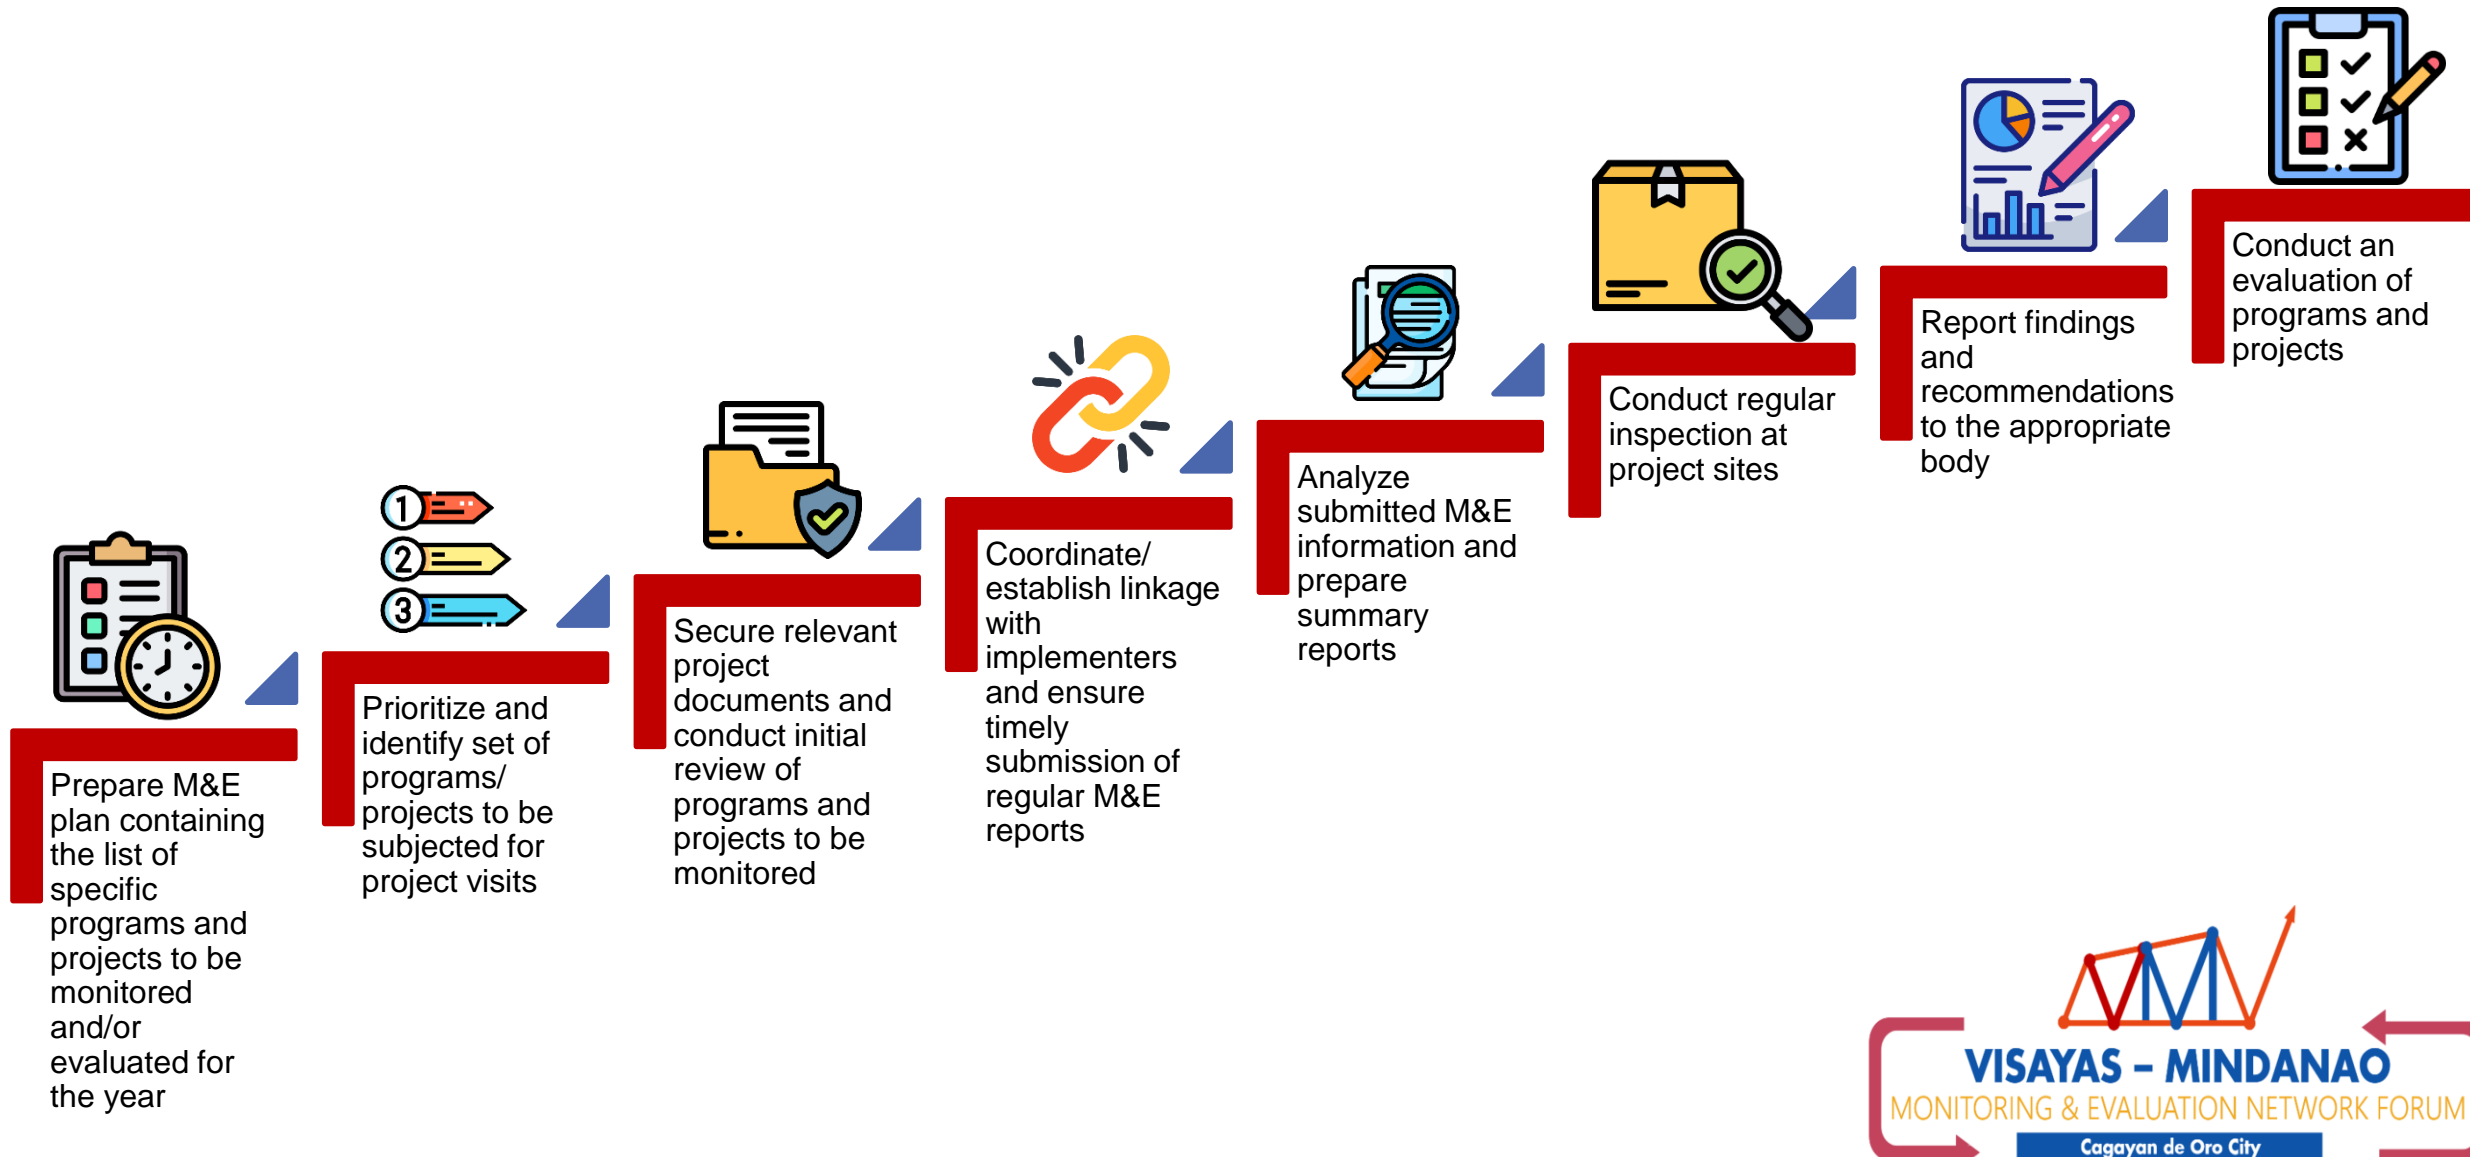 Prepare M&E
plan containing
the list of
specific
programs and
projects to be
monitored
and/or
evaluated for
the year
1
2
3
Prioritize and
identify set of
programs/
projects to be
subjected for
project visits
Secure relevant
project
documents and
conduct initial
review of
programs and
projects to be
monitored
Coordinate/
establish linkage
with
implementers
and ensure
timely
submission of
regular M&E
reports
Analyze
submitted M&E
information and
prepare
summary
reports
Conduct regular
inspection at
project sites
Report findings
and
recommendations
to the appropriate
body
Conduct an
evaluation of
programs and
projects
VISAYAS – MINDANAO
MONITORING & EVALUATION NETWORK FORUM
Cagayan de Oro City